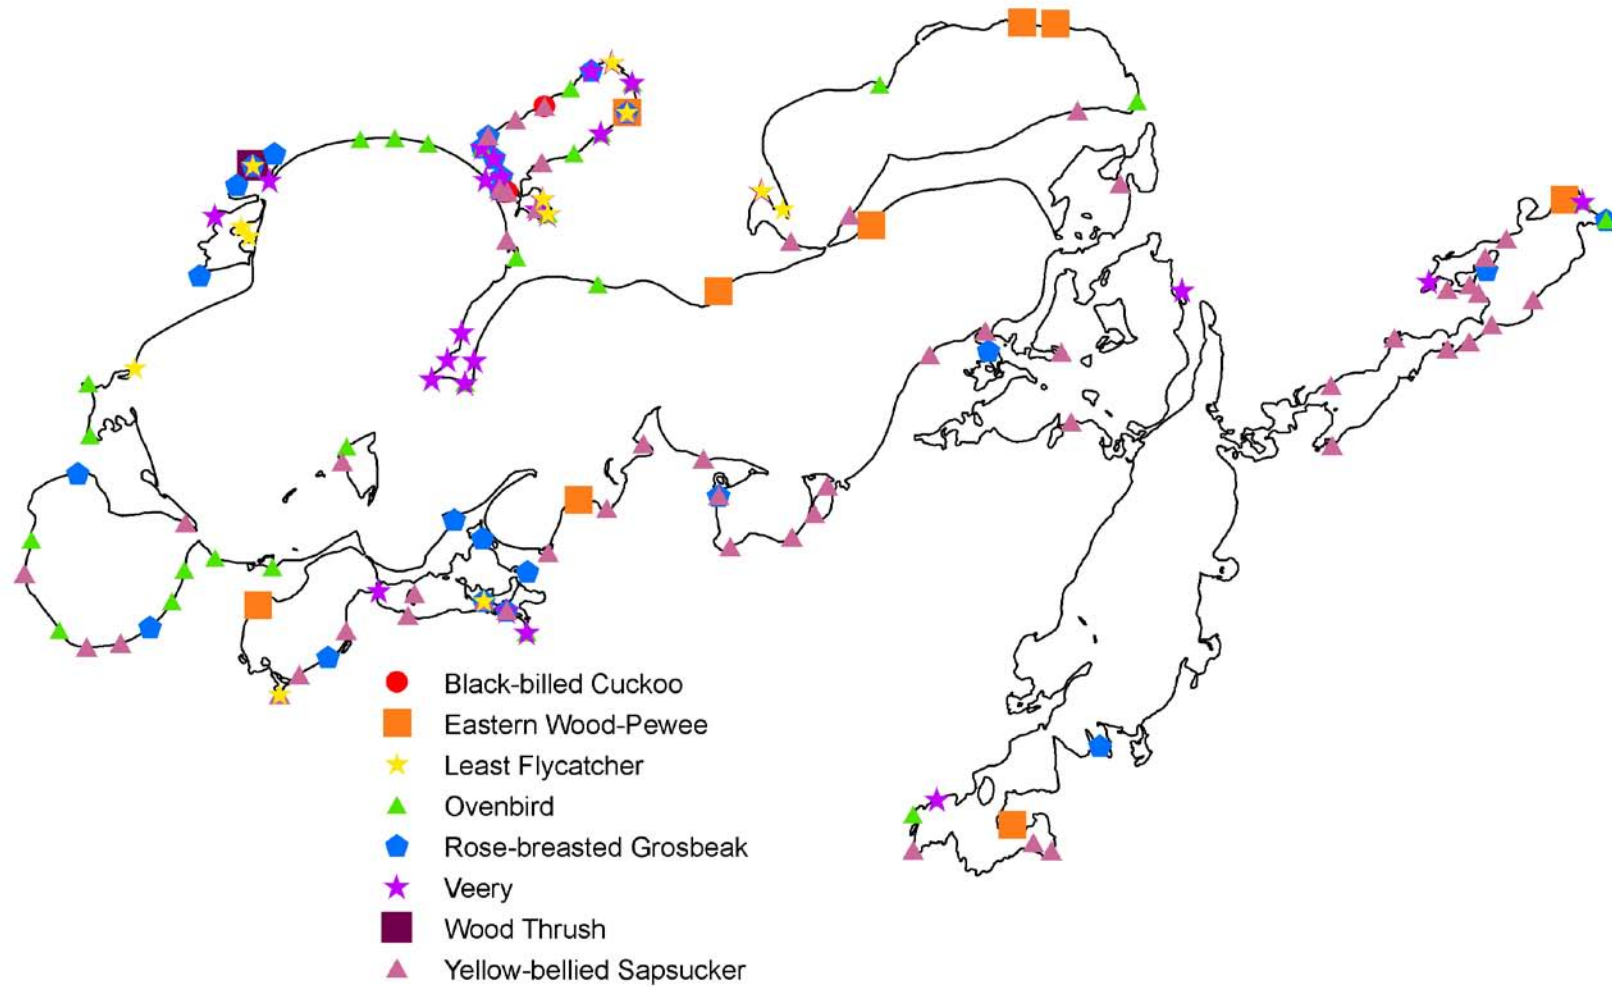 Black-billed Cuckoo
Eastern Wood-Pewee
Least Flycatcher
Ovenbird
Rose-breasted Grosbeak
Veery
Wood Thrush
Yellow-bellied Sapsucker